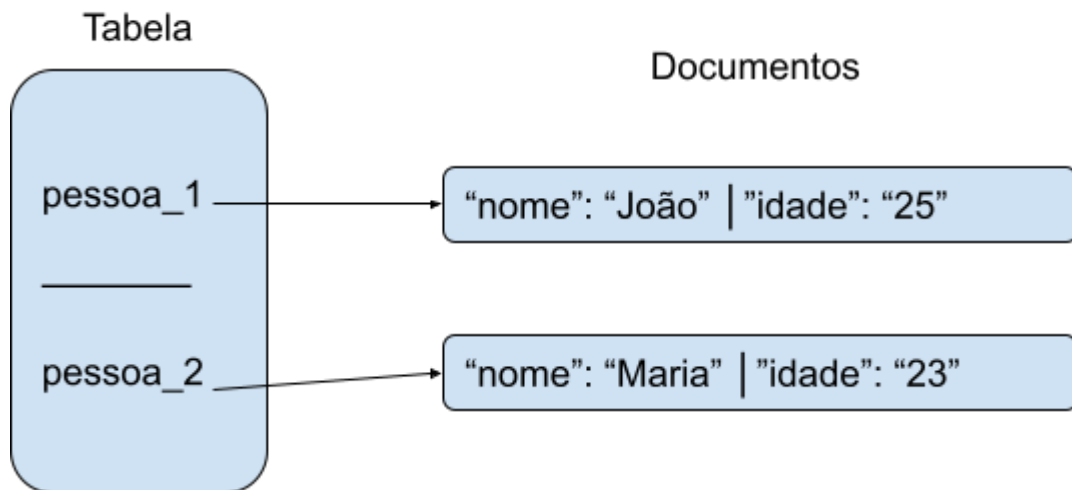 Tabela
Documentos
pessoa_1
“nome”: “João” | ”idade”: “25”
pessoa_2
“nome”: “Maria” | ”idade”: “23”